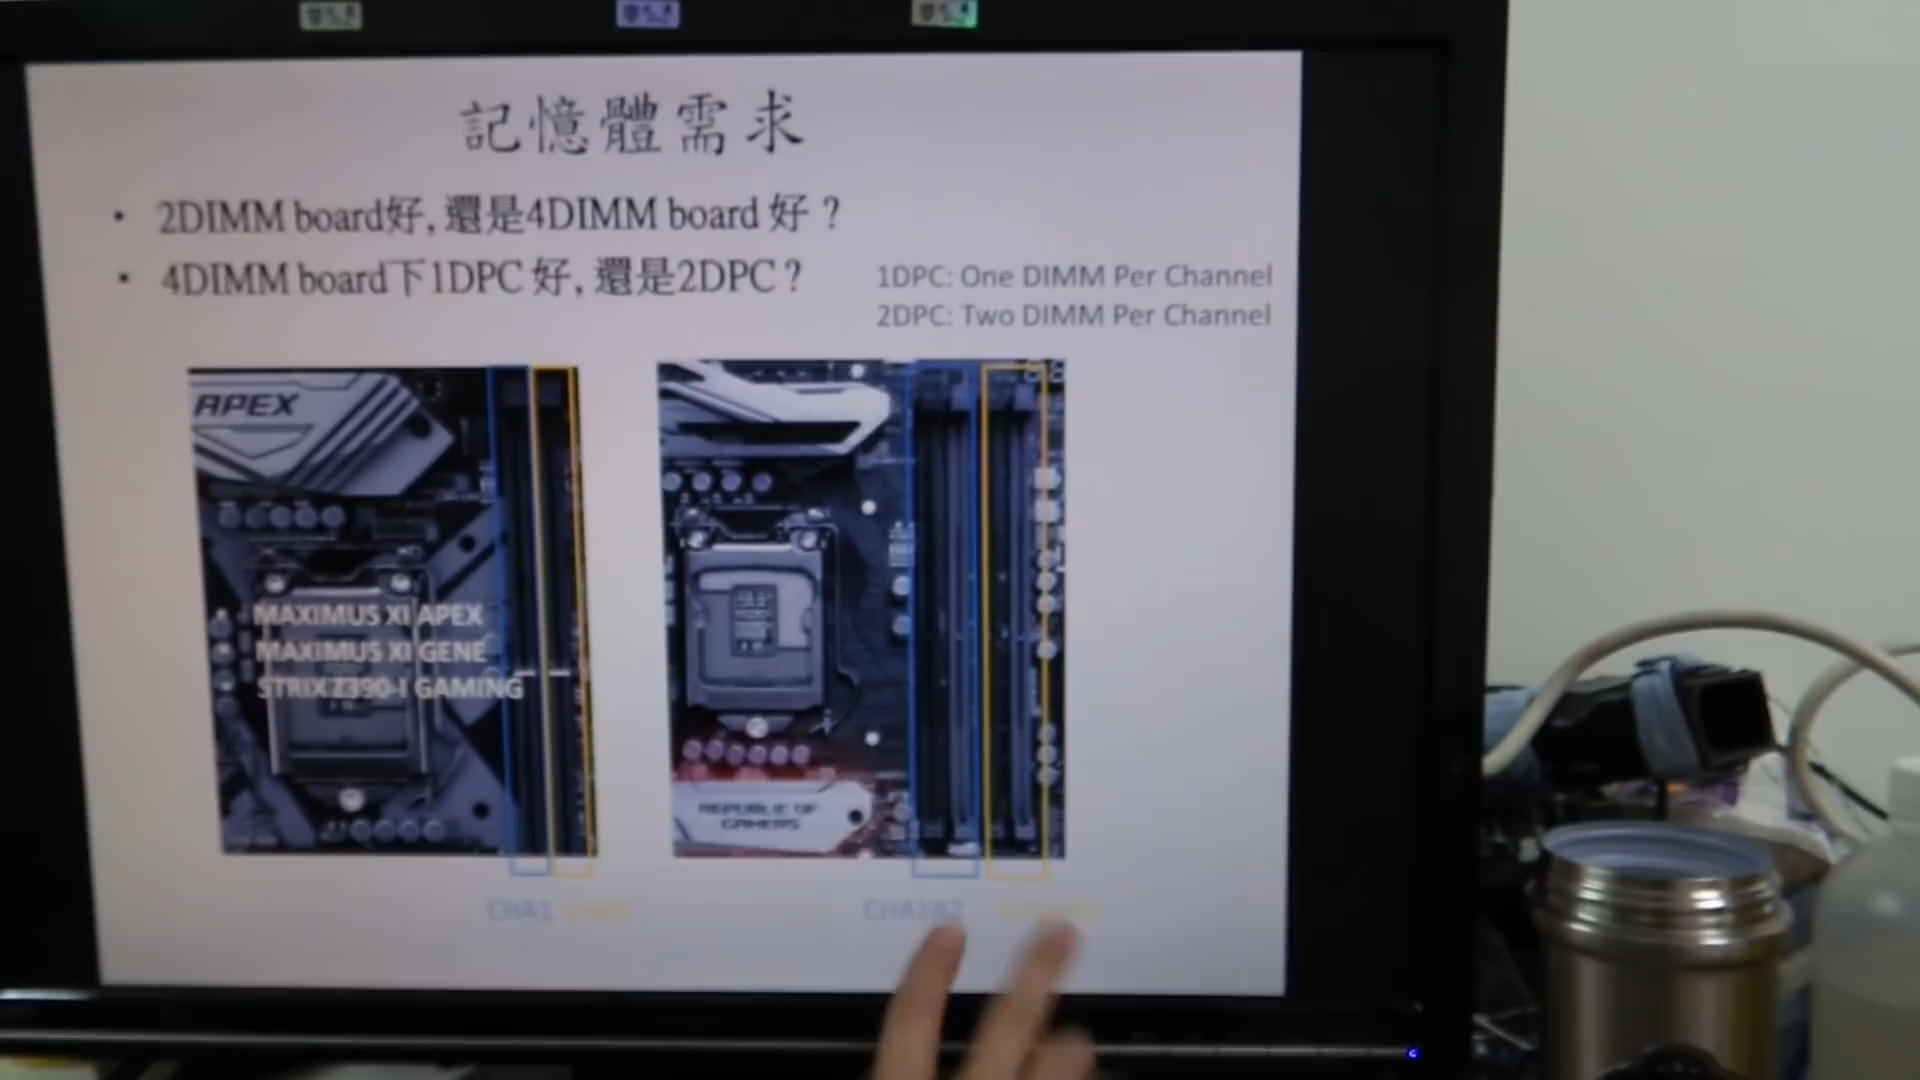 記憶體需求
• 2DIMM board好, 還是4DIMM board 好？
• 4DIMM board下1DPC 好, 還是2DPC？
1DPC: One DIMM Per Channel
2DPC: Two DIMM Per Channel
APEX
MAXIMUS XI APEX
MAXIMUS XI GENE
STRIX Z390-I GAMING
REPUBLIC OF
GAMERS
CHA1
CHA1&2